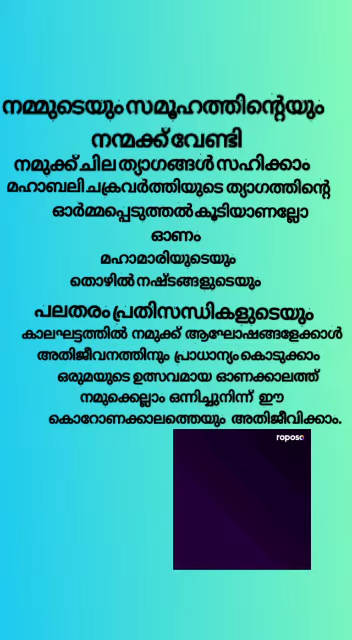 നമ്മുടെയും സമൂഹത്തിന്റെയും
നന്മക്ക് വേണ്ടി
നമുക്ക് ചില ത്യാഗങ്ങൾ സഹിക്കാം
മഹാബലി ചക്രവർത്തിയുടെ ത്യാഗത്തിന്റെ
ഓർമ്മപ്പെടുത്തൽ കൂടിയാണല്ലോ
ഓണം
മഹാമാരിയുടെയും
തൊഴിൽ നഷ്ടങ്ങളുടെയും
പലതരം പ്രതിസന്ധികളുടെയും
കാലഘട്ടത്തിൽ നമുക്ക് ആഘോഷങ്ങളേക്കാൾ
അതിജീവനത്തിനും പ്രാധാന്യം കൊടുക്കാം
ഒരുമയുടെ ഉത്സവമായ ഓണക്കാലത്ത്
നമുക്കെല്ലാം ഒന്നിച്ചുനിന്ന് ഈ
കൊറോണക്കാലത്തെയും അതിജീവിക്കാം.
roposo